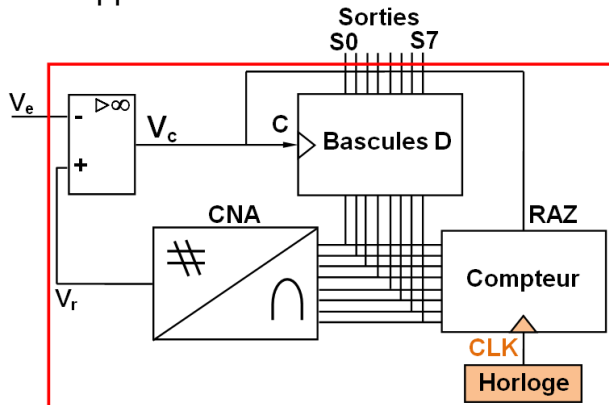 Sorties
S0 S7
Ve
- ▷∞
Vc
C
Bascules D
+
CNA
RAZ
Vr
Compteur
CLK
Horloge